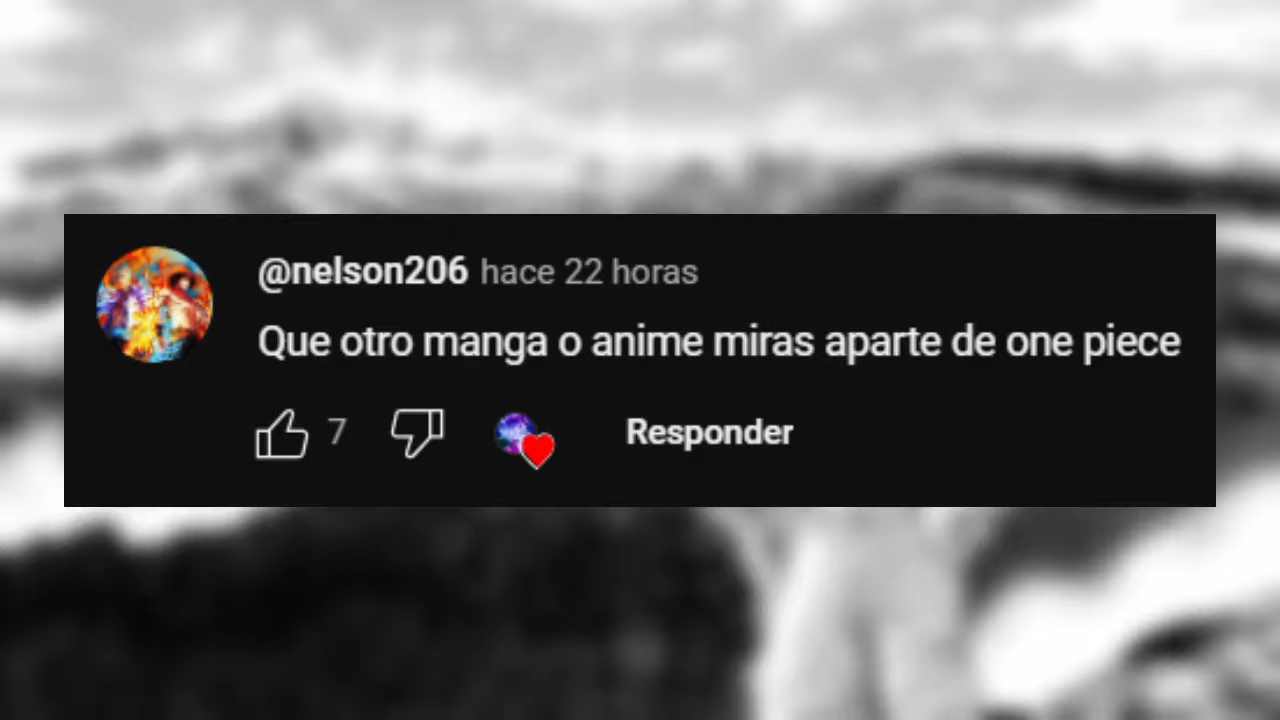 @nelson206 hace 22 horas
Que otro manga o anime miras aparte de one piece
7 Responder